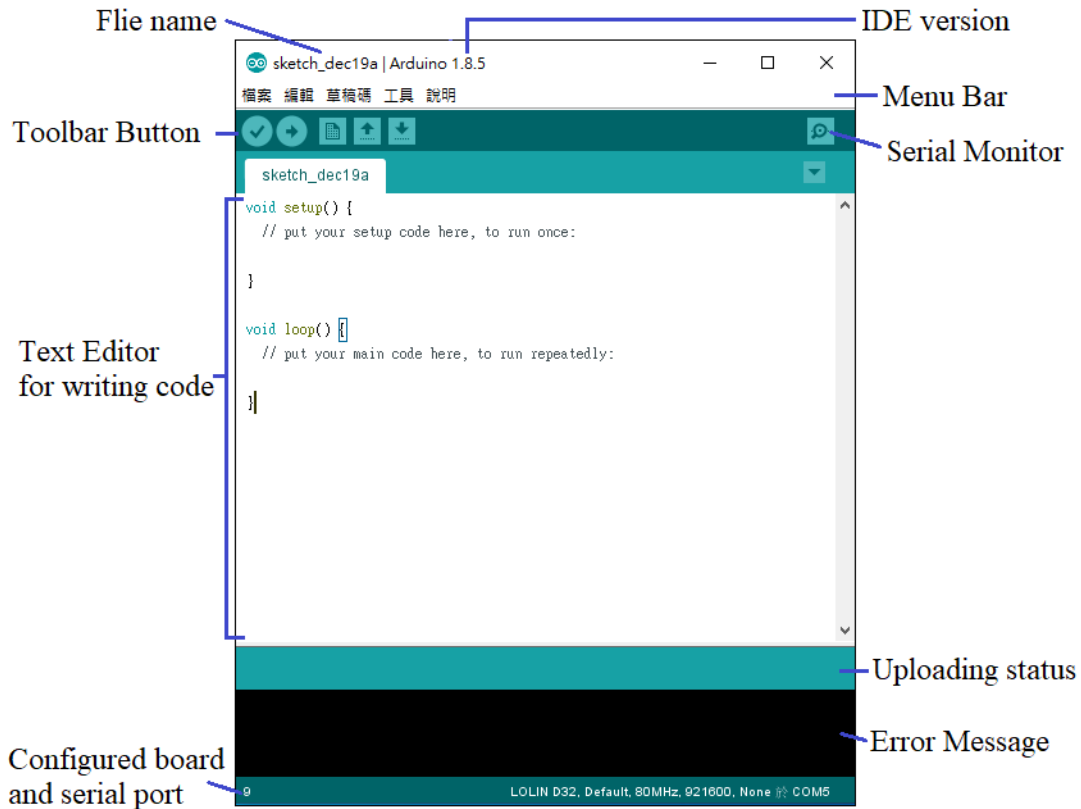 Flie name
IDE version
sketch_dec19a | Arduino 1.8.5
檔案 編輯 草稿碼 工具 說明
Menu Bar
Toolbar Button
Serial Monitor
sketch_dec19a
void setup() {
// put your setup code here, to run once:
}
void loop() {
// put your main code here, to run repeatedly:
}
Text Editor
for writing code
Uploading status
Error Message
Configured board
and serial port
9
LOLIN D32, Default, 80MHz, 921600, None 於 COM5